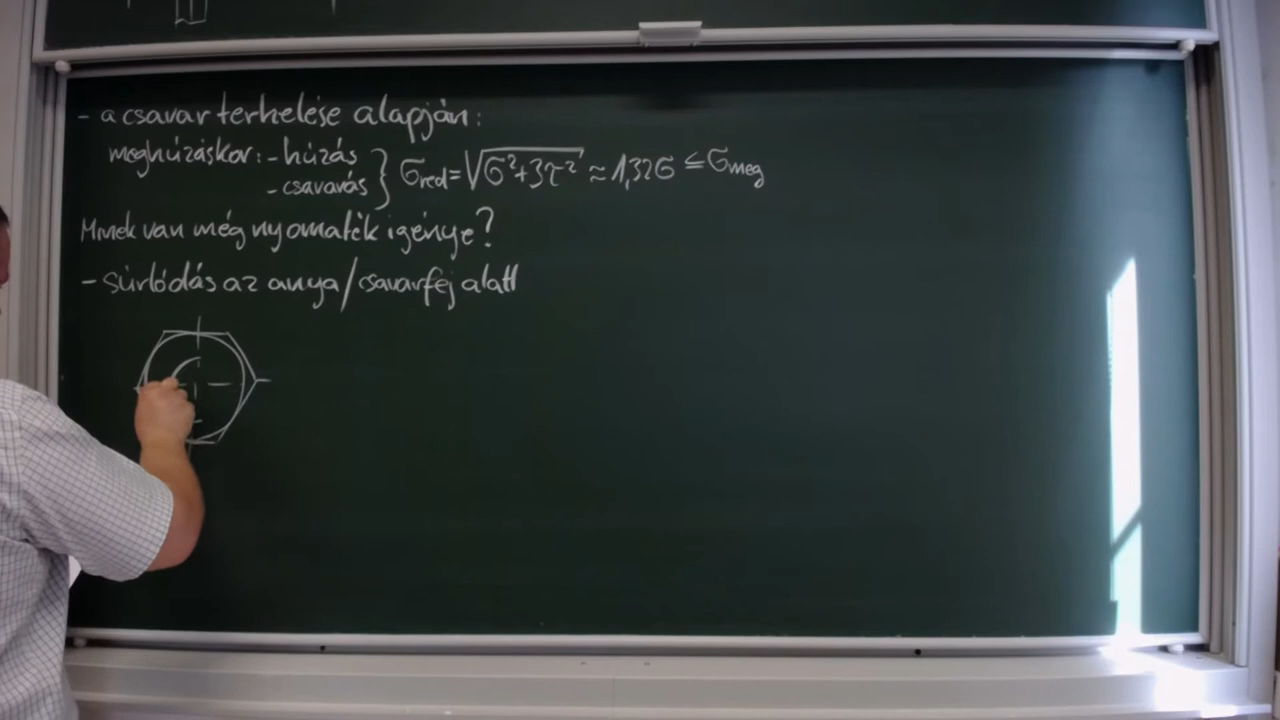 - a csavar terhelése alapján:
meghúzáskor: - húzás
- csavarás } σred = √σ²+3τ² ≈ 1,32σ ≤ σmeg
Minek van még nyomaték igénye?
- súrlódás az anya/csavarfej alatt